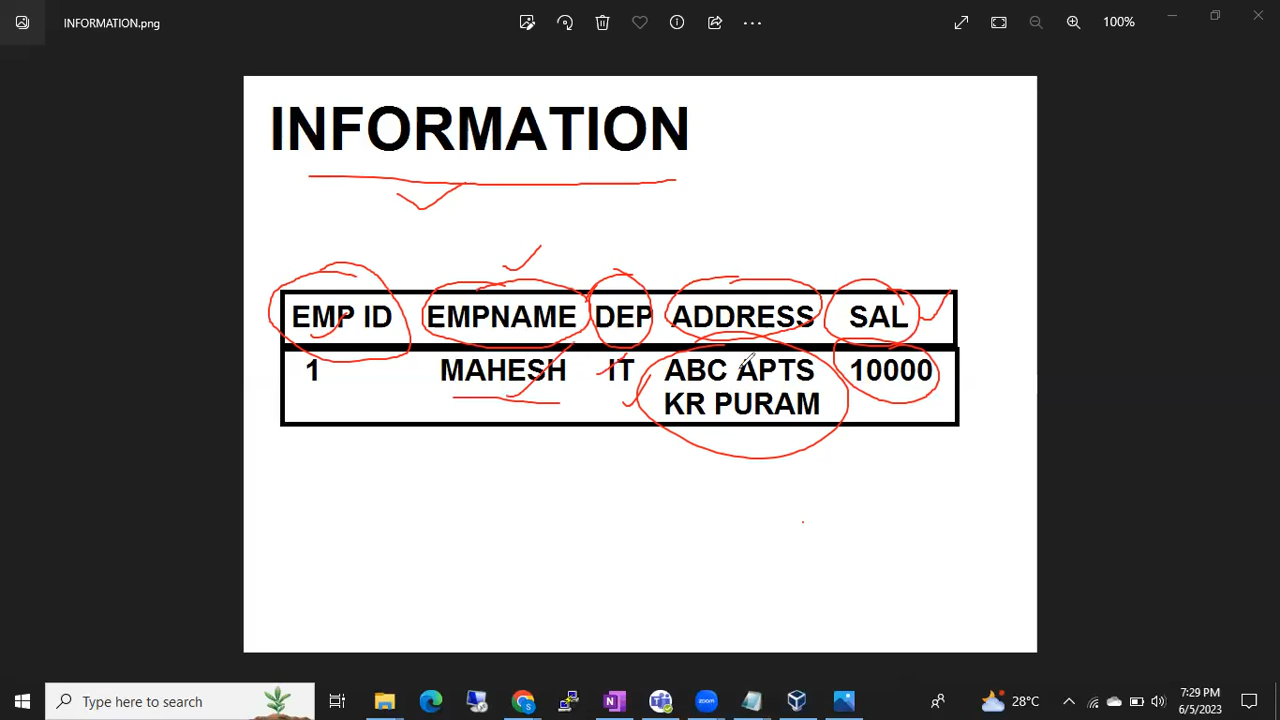 INFORMATION.png
100%
INFORMATION
EMP ID EMPNAME DEP ADDRESS SAL
1 MAHESH IT ABC APTS 10000
KR PURAM
Type here to search
zoom
28°C
7:29 PM
6/5/2023